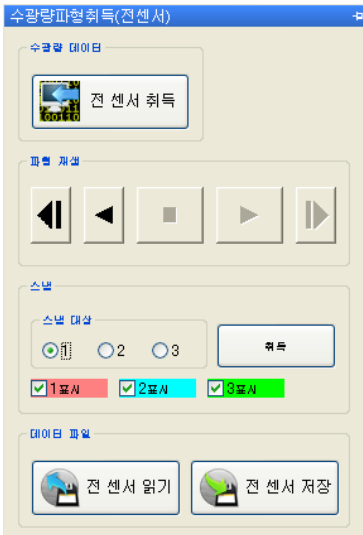 수광량파형취득(전센서)
수광량 데이터
전 센서 취득
파형 재생
스냅
스냅 대상
1 2 3
취득
1표시 2표시 3표시
데이터 파일
전 센서 읽기 전 센서 저장